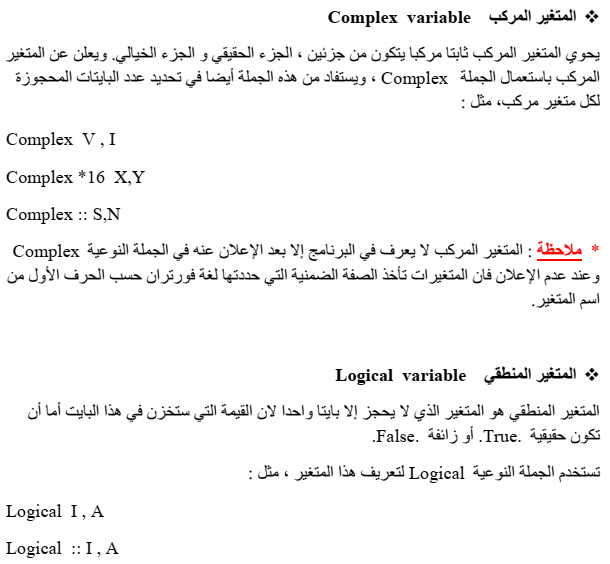 ❖ المتغير المركب Complex variable
يحوي المتغير المركب ثابتا مركبا يتكون من جزئين ، الجزء الحقيقي و الجزء الخيالي. ويعلن عن المتغير
المركب باستعمال الجملة Complex ، ويستفاد من هذه الجملة أيضا في تحديد عدد البايتات المحجوزة
لكل متغير مركب، مثل :
Complex V , I
Complex *16 X,Y
Complex :: S,N
* ملاحظة : المتغير المركب لا يعرف في البرنامج إلا بعد الإعلان عنه في الجملة النوعية Complex
وعند عدم الإعلان فان المتغيرات تأخذ الصفة الضمنية التي حددتها لغة فورتران حسب الحرف الأول من
اسم المتغير.
❖ المتغير المنطقي Logical variable
المتغير المنطقي هو المتغير الذي لا يحجز إلا بايتا واحدا لان القيمة التي ستخزن في هذا البايت أما أن
تكون حقيقية .True. أو زائفة .False.
تستخدم الجملة النوعية Logical لتعريف هذا المتغير ، مثل :
Logical I , A
Logical :: I , A